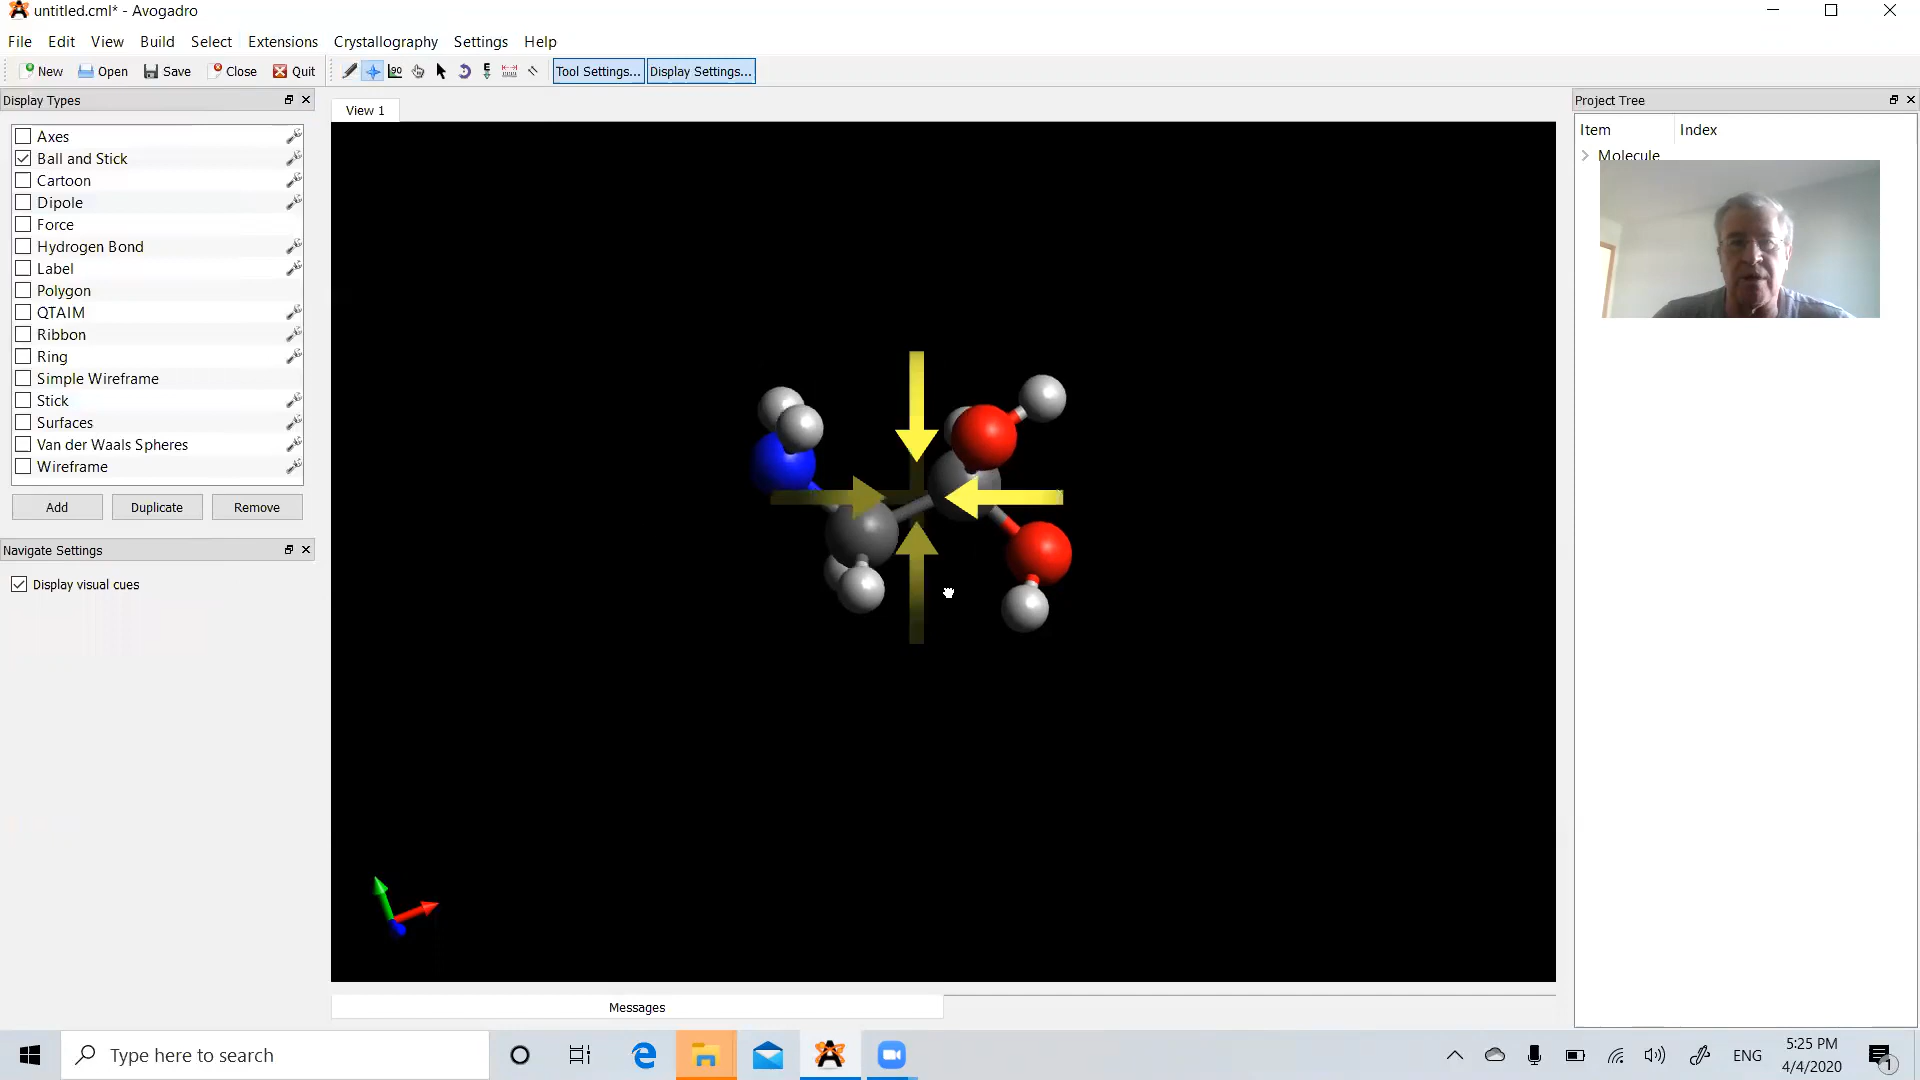 untitled.cml* - Avogadro
File Edit View Build Select Extensions Crystallography Settings Help
New Open Save Close Quit 90 E Tool Settings... Display Settings...
Display Types
View 1
Project Tree
Item Index
Molecule
Axes
Ball and Stick
Cartoon
Dipole
Force
Hydrogen Bond
Label
Polygon
QTAIM
Ribbon
Ring
Simple Wireframe
Stick
Surfaces
Van der Waals Spheres
Wireframe
Add Duplicate Remove
Navigate Settings
Display visual cues
Messages
Type here to search
ENG
5:25 PM
4/4/2020
1